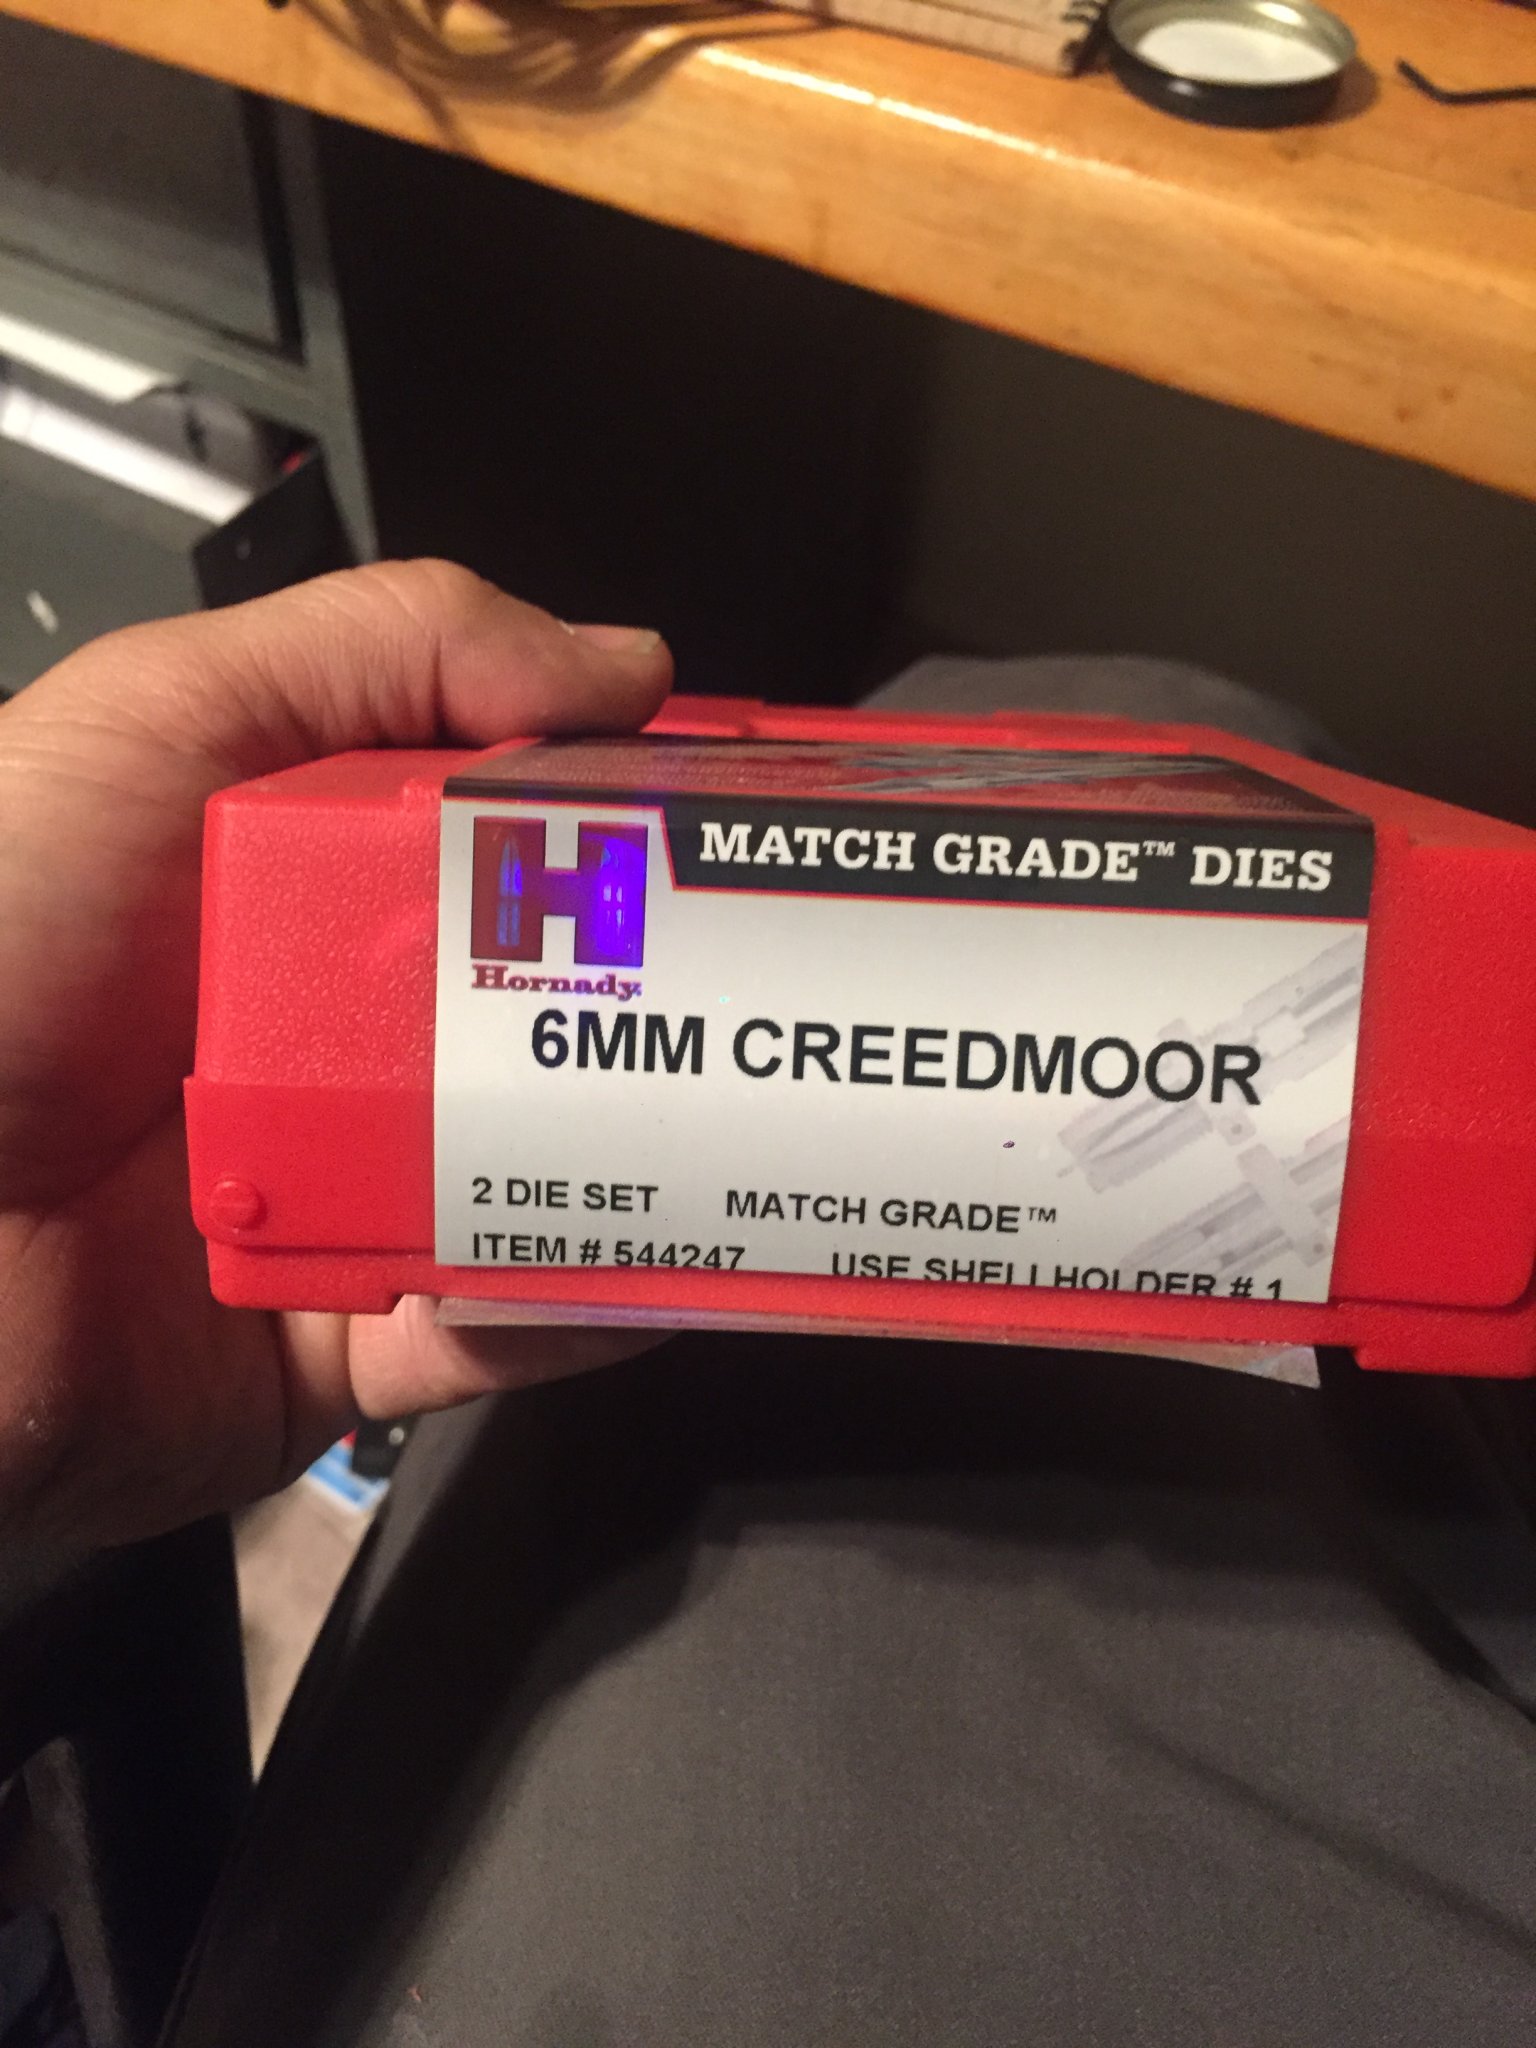 MATCH GRADE™ DIES
H
Hornady
6MM CREEDMOOR
2 DIE SET MATCH GRADE™
ITEM # 544247 USE SHELLHOLDER # 1